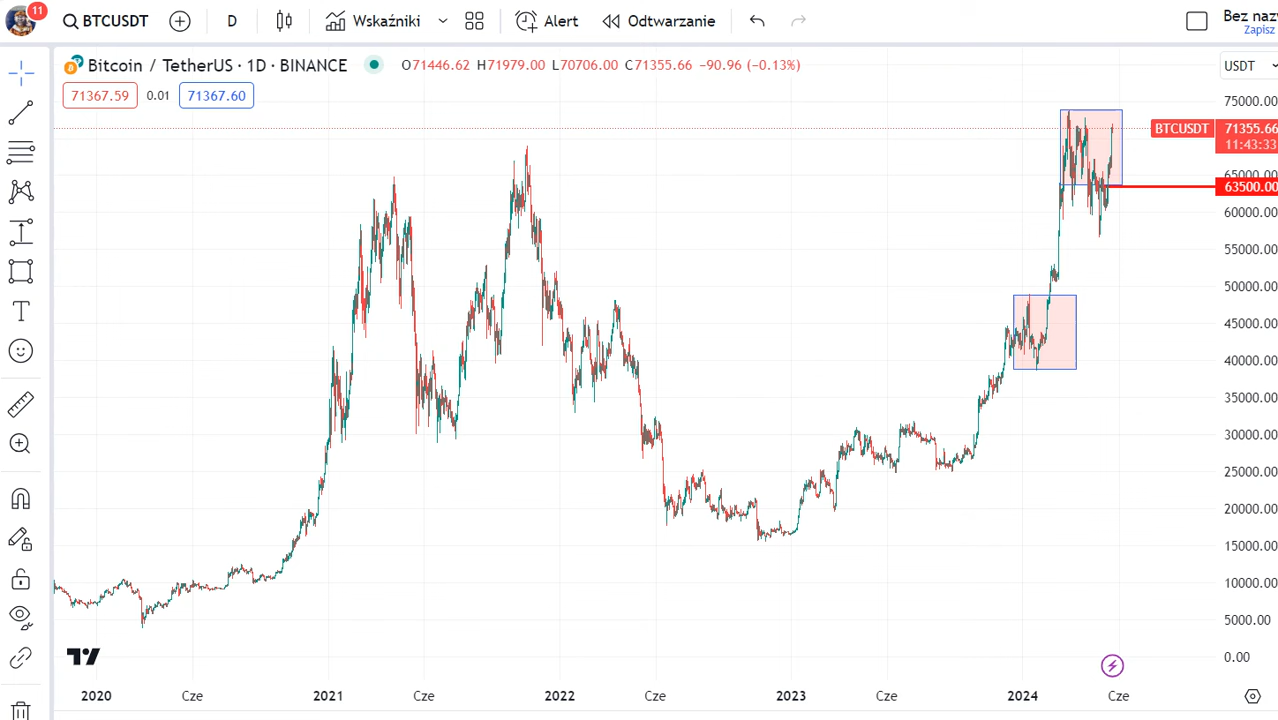 11
BTCUSDT
D
Wskaźniki
Alert
Odtwarzanie
Bez naz
Zapisz
Bitcoin / TetherUS · 1D · BINANCE
O71446.62 H71979.00 L70706.00 C71355.66 −90.96 (−0.13%)
USDT
71367.59 0.01 71367.60
75000.00
BTCUSDT 71355.66
11:43:33
65000.00
63500.00
60000.00
55000.00
50000.00
45000.00
40000.00
35000.00
30000.00
25000.00
20000.00
15000.00
10000.00
5000.00
0.00
2020 Cze 2021 Cze 2022 Cze 2023 Cze 2024 Cze